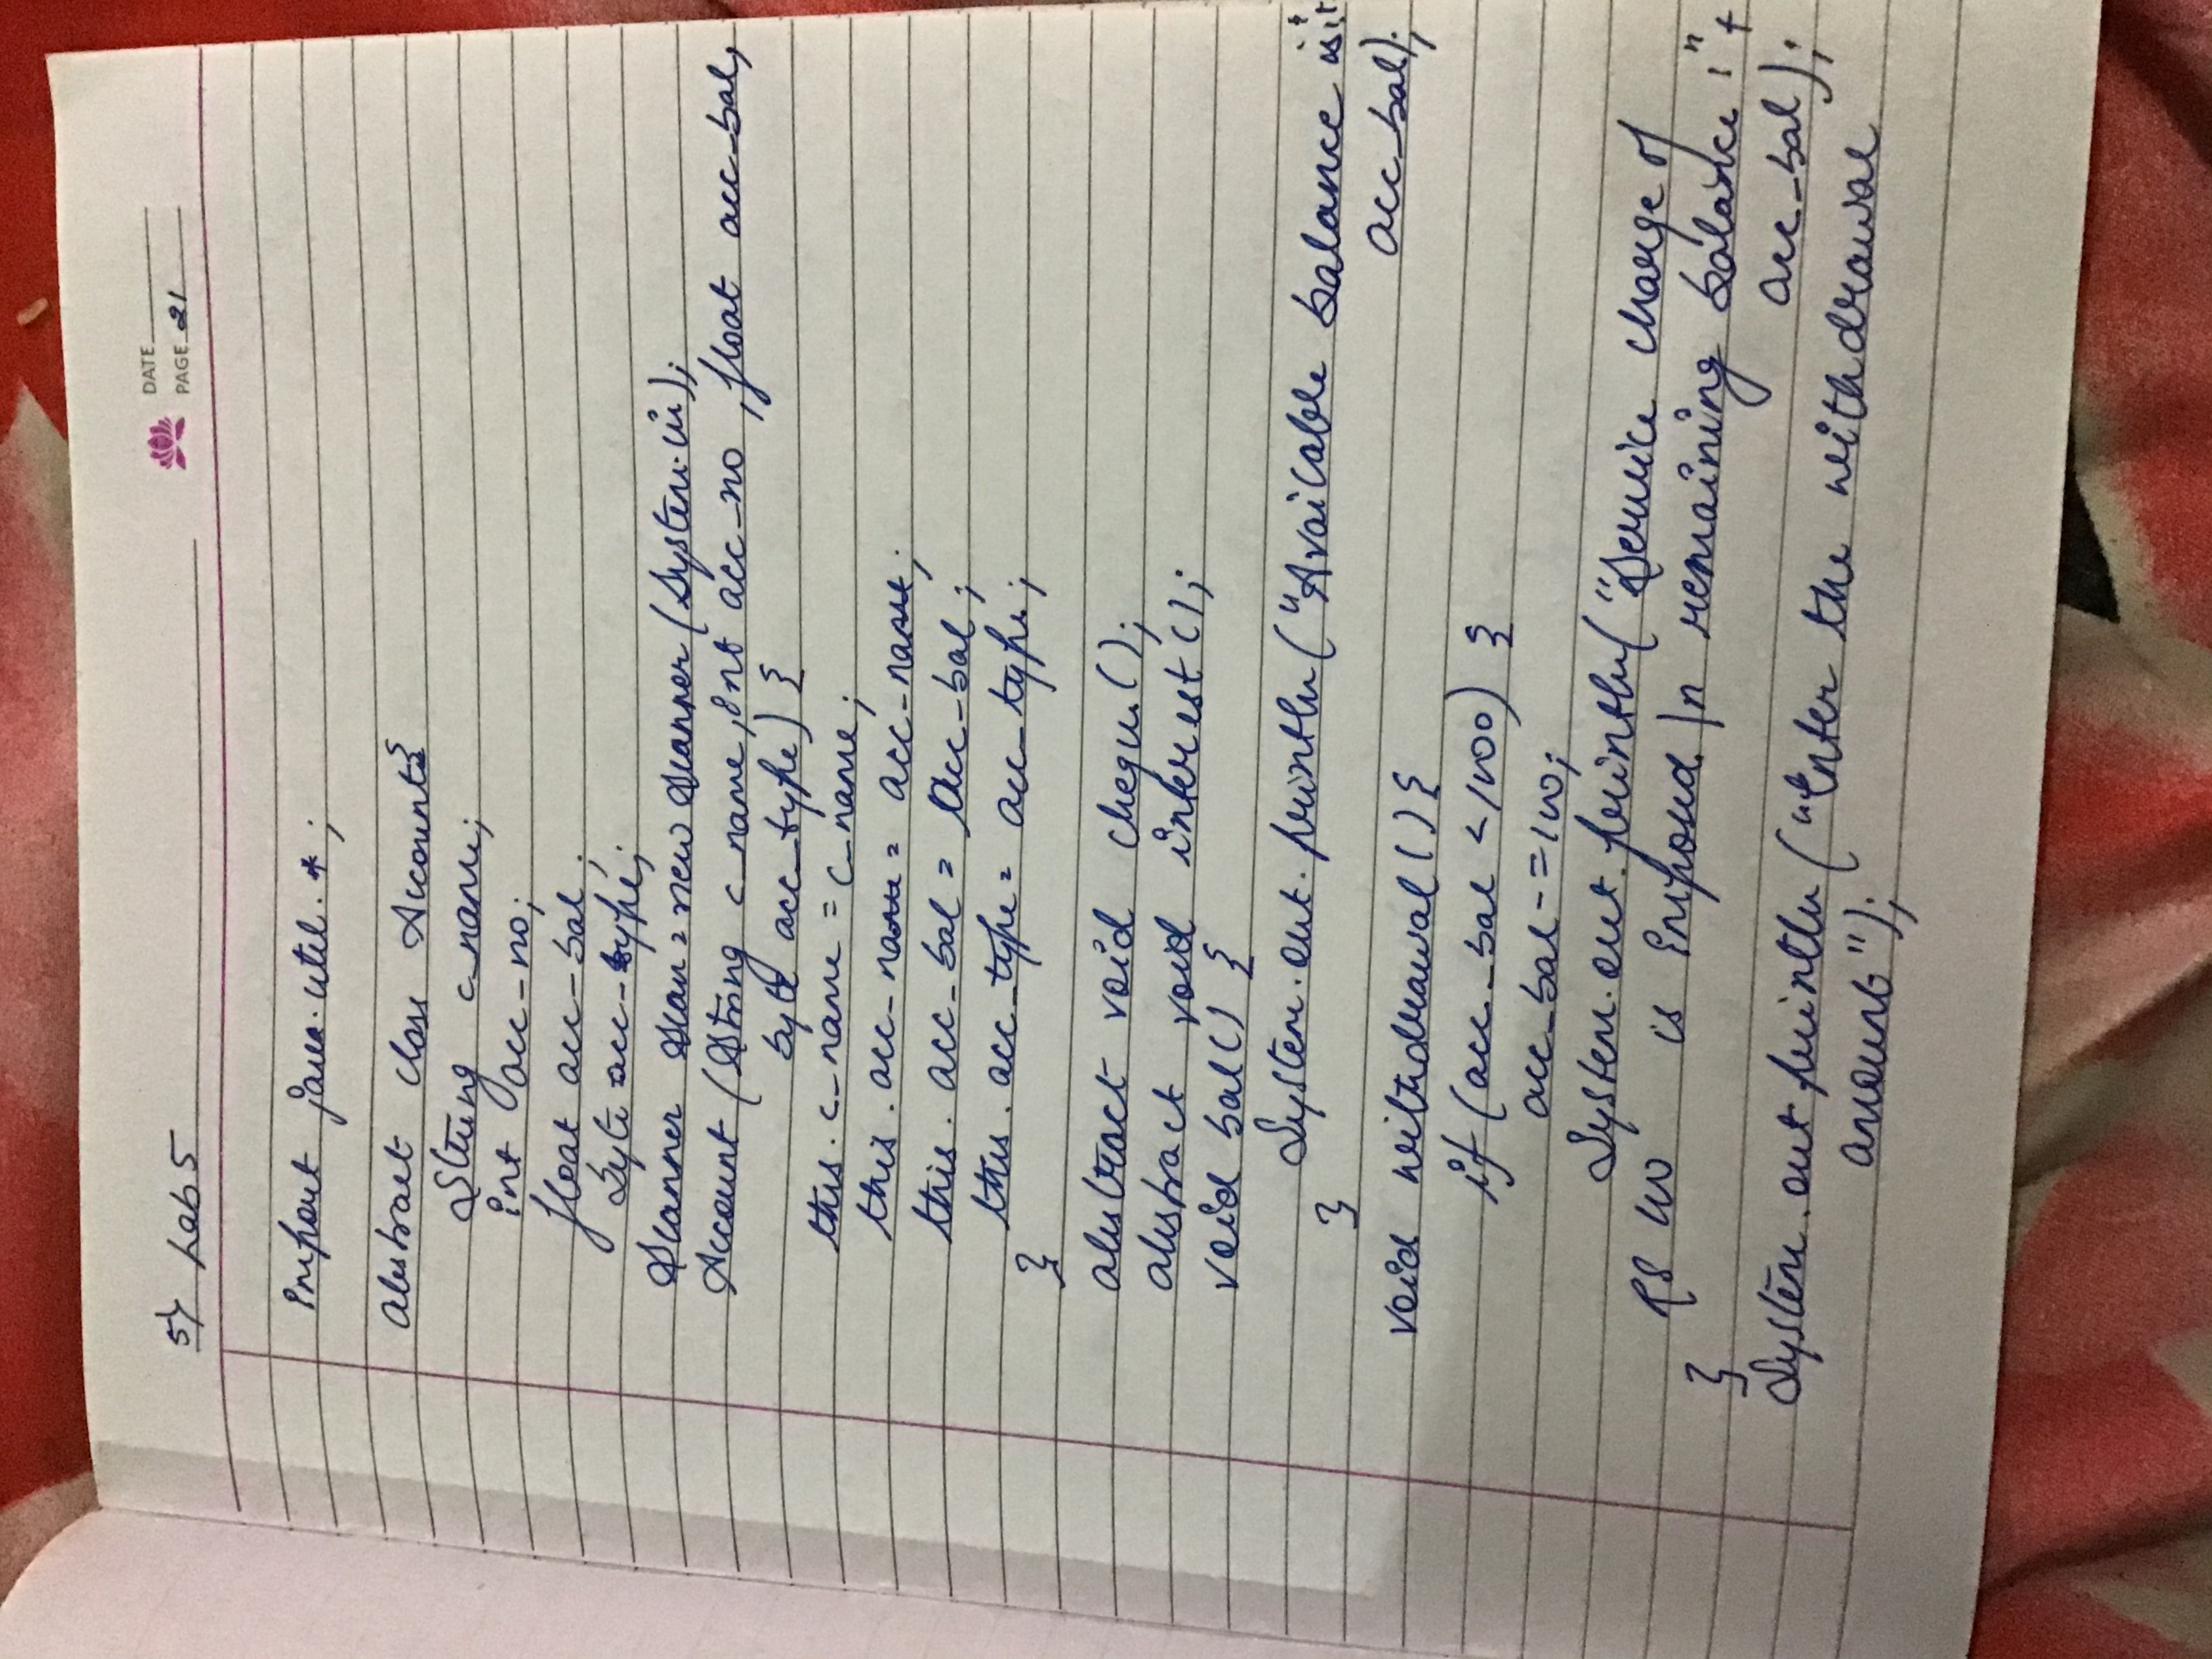 5) Lab 5
DATE
PAGE 21
import java.util.*;
abstract class Account{
String c_name;
int acc_no;
float acc_bal;
byte acc_type;
Scanner scan = new Scanner(System.in);
Account (String c_name, int acc_no, float acc_bal,
byte acc_type) {
this.c_name = c_name;
this.acc_name = acc_name;
this.acc_bal = acc_bal;
this.acc_type = acc_type;
}
abstract void cheque();
abstract void interest();
void bal() {
System.out.println("Available balance is:"+
acc_bal);
}
void withdrawal(){
if (acc_bal <1000) {
acc_bal-=100;
System.out.println("Service charge of
RS 100 is imposed \n remaining balance :"+
acc_bal);
}
System.out println ("Enter the withdrawal
amount");